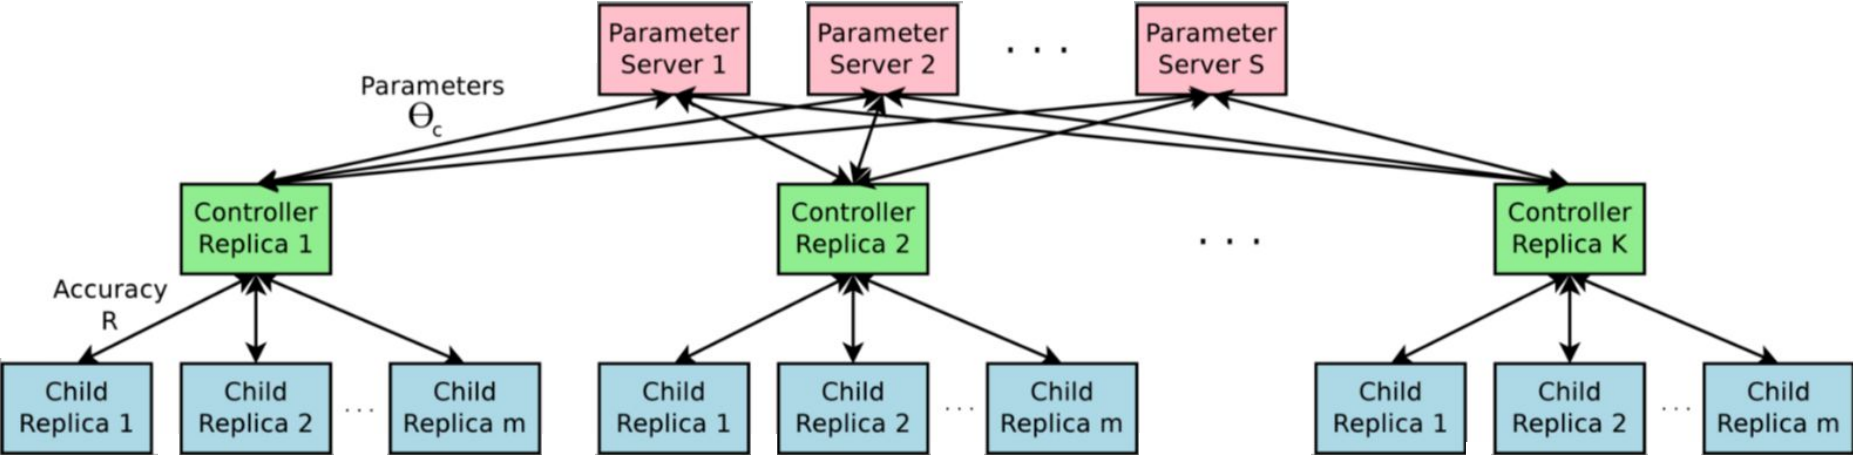 Parameter
Server 1
Parameter
Server 2
. . .
Parameter
Server S
Parameters
Θc
Controller
Replica 1
Controller
Replica 2
. . .
Controller
Replica K
Accuracy
R
Child
Replica 1
Child
Replica 2
. . .
Child
Replica m
Child
Replica 1
Child
Replica 2
. . .
Child
Replica m
Child
Replica 1
Child
Replica 2
. . .
Child
Replica m